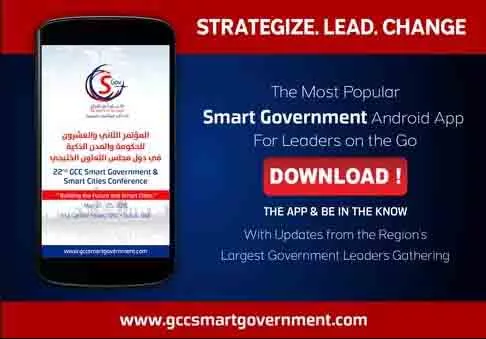 STRATEGIZE. LEAD. CHANGE
S.Gov
المؤتمر الثاني والعشرون
للحكومة والمدن الذكية
في دول مجلس التعاون الخليجي
22nd GCC Smart Government &
Smart Cities Conference
"Building the Future and Smart Cities"
www.gccsmartgovernment.com
The Most Popular
Smart Government Android App
For Leaders on the Go
DOWNLOAD !
THE APP & BE IN THE KNOW
With Updates from the Region's
Largest Government Leaders Gathering
www.gccsmartgovernment.com